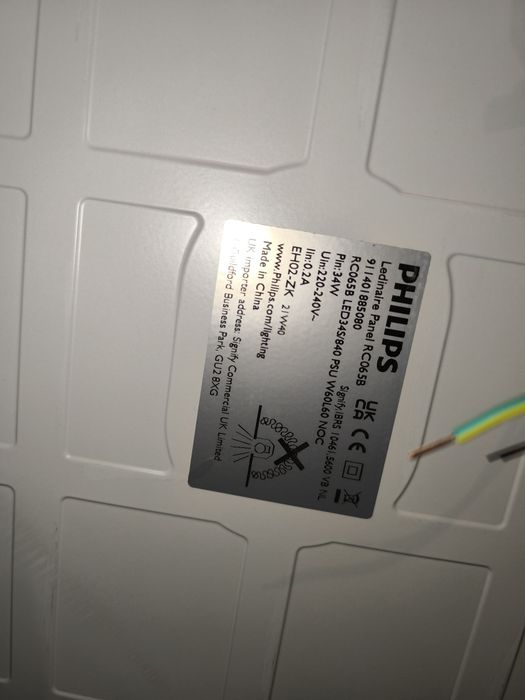 PHILIPS
Ledinaire Panel RC065B
911401885080
RC065B LED34S/840 PSU W60L60 NOC
Pin:34W
Uin:220-240V~
Iin:0.2A
EH02-ZK 21W40
www.Philips.com/lighting
Made in China
UK importer address: Signify Commercial UK Limited
Guildford Business Park, GU2 8XG
UK
CA
CE
Signify,IBRS 10461,5600 VB NL